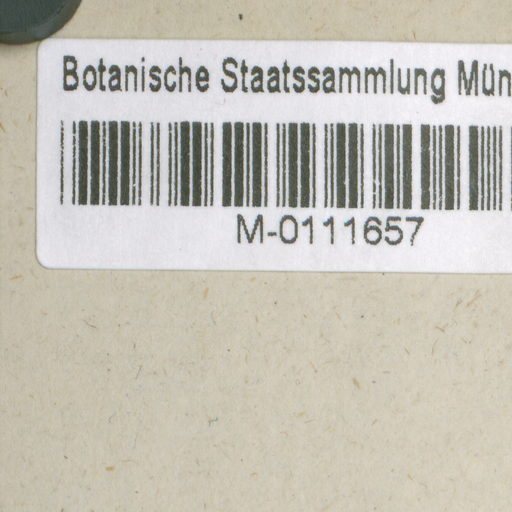 Botanische Staatssammlung Mün
M-0111657